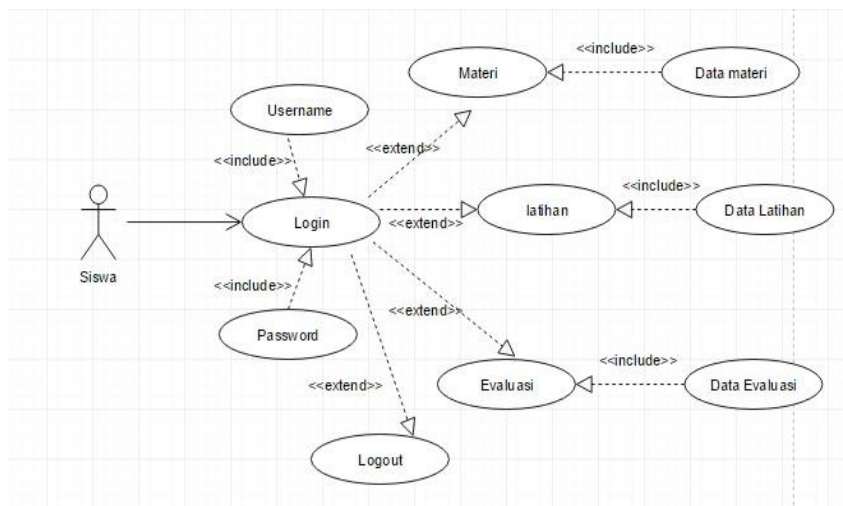 <<include>>
Materi
Data materi
Username
<<extend>>
<<include>>
<<include>>
latihan
Data Latihan
Login
<<extend>>
Siswa
<<include>>
<<extend>>
Password
<<include>>
Evaluasi
Data Evaluasi
<<extend>>
Logout